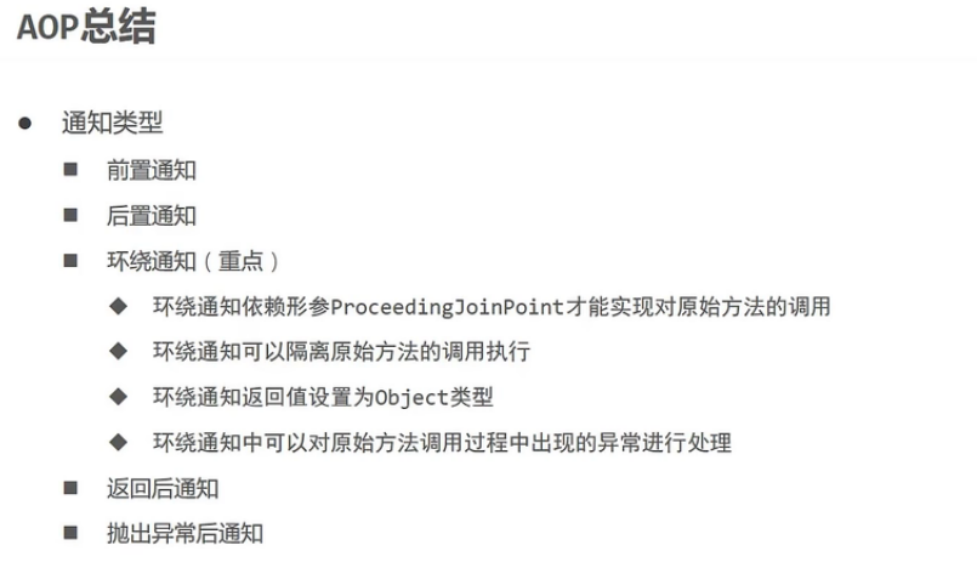 AOP总结
通知类型
前置通知
后置通知
环绕通知（重点）
环绕通知依赖形参ProceedingJoinPoint才能实现对原始方法的调用
环绕通知可以隔离原始方法的调用执行
环绕通知返回值设置为Object类型
环绕通知中可以对原始方法调用过程中出现的异常进行处理
返回后通知
抛出异常后通知